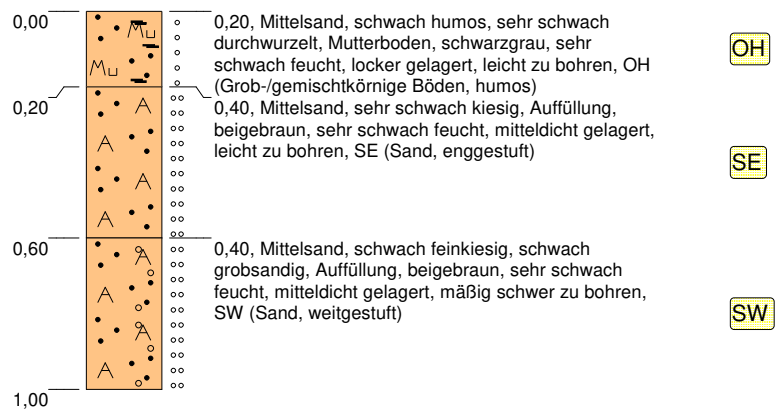 0,00
0,20, Mittelsand, schwach humos, sehr schwach
durchwurzelt, Mutterboden, schwarzgrau, sehr
schwach feucht, locker gelagert, leicht zu bohren, OH
(Grob-/gemischtkörnige Böden, humos)
OH
Mu
Mu
0,20
0,40, Mittelsand, sehr schwach kiesig, Auffüllung,
beigebraun, sehr schwach feucht, mitteldicht gelagert,
leicht zu bohren, SE (Sand, enggestuft)
SE
A
A
A
A
0,60
0,40, Mittelsand, schwach feinkiesig, schwach
grobsandig, Auffüllung, beigebraun, sehr schwach
feucht, mitteldicht gelagert, mäßig schwer zu bohren,
SW (Sand, weitgestuft)
SW
A
A
A
A
1,00